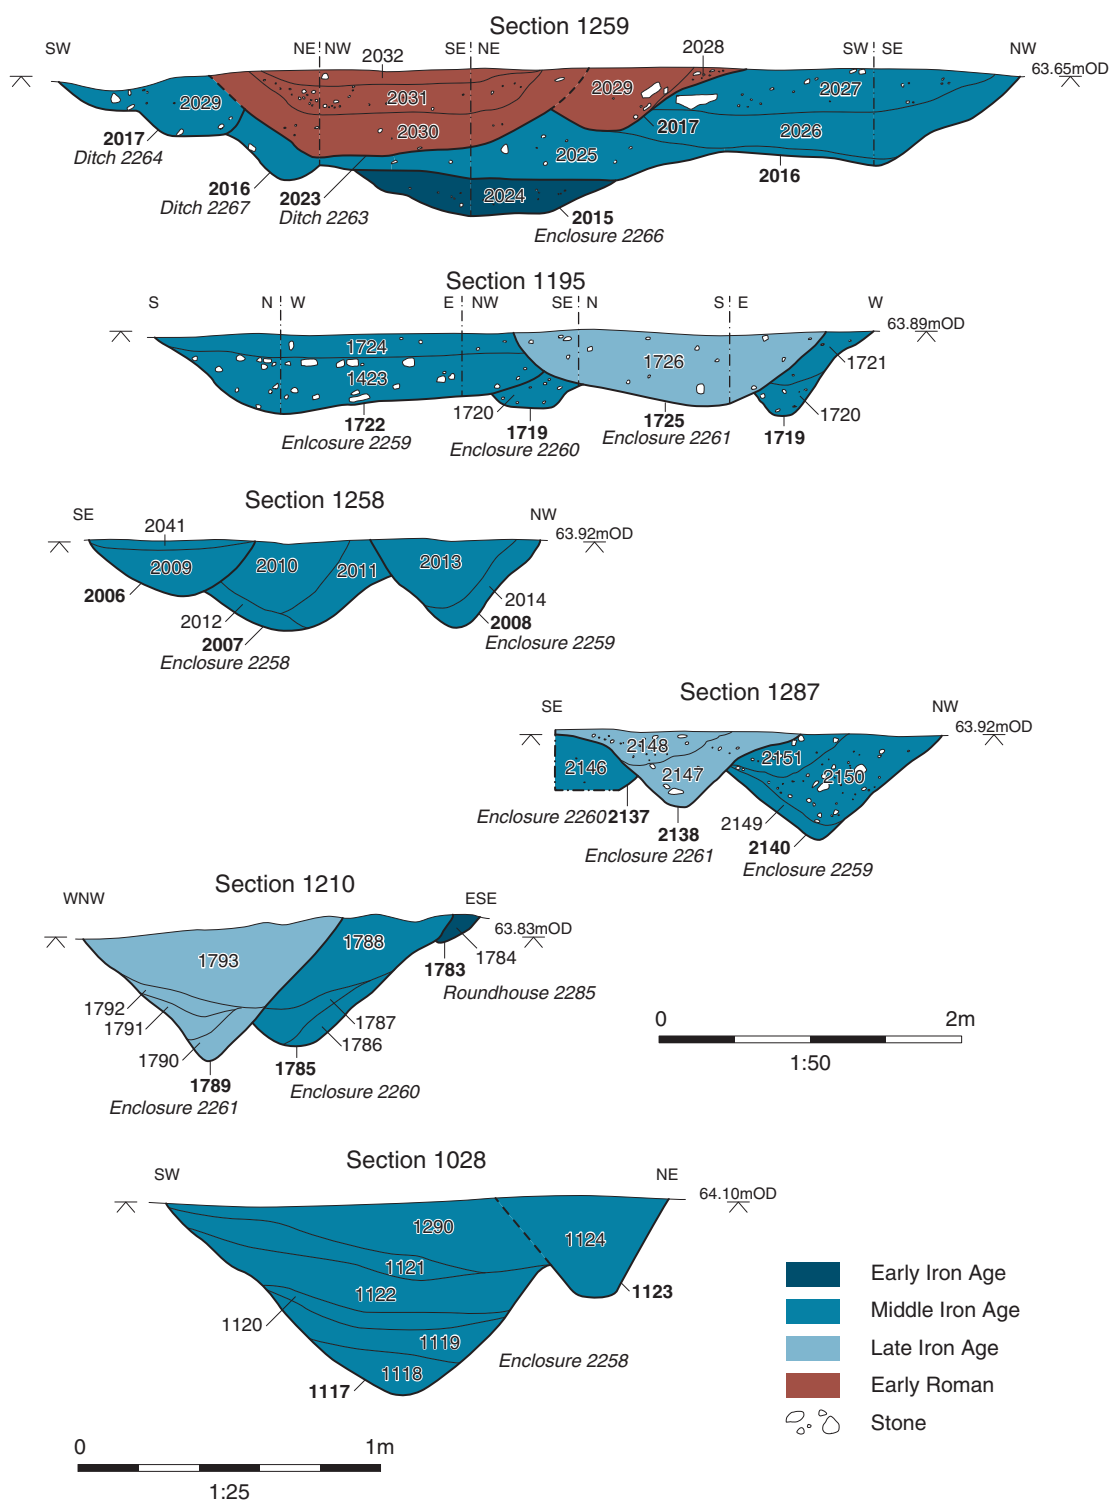 Section 1259
SW NE NW SE NE SW SE NW
2032 2028
63.65mOD
2029 2031 2029 2027
2030 2026
2017 2017
Ditch 2264
2025
2016 2016
Ditch 2267
2023
Ditch 2263
2024
2015
Enclosure 2266
Section 1195
S N W E NW SE N S E W
63.89mOD
1724
1423
1726
1721
1720 1720
1722
Enlcosure 2259
1719
Enclosure 2260
1725
Enclosure 2261
1719
Section 1258
SE NW
2041
63.92mOD
2009 2010 2011 2013
2006
2014
2012
2007
Enclosure 2258
2008
Enclosure 2259
Section 1287
SE NW
63.92mOD
2148 2151
2146 2147 2150
Enclosure 2260 2137
2149
2138
Enclosure 2261
2140
Enclosure 2259
Section 1210
WNW ESE
63.83mOD
1793 1788
1784
1783
Roundhouse 2285
1792
1791
1790
1787
1786
1789
Enclosure 2261
1785
Enclosure 2260
0 2m
1:50
Section 1028
SW NE
64.10mOD
1290 1124
1121
1122
1123
1120
1119
1118
1117
Enclosure 2258
Early Iron Age
Middle Iron Age
Late Iron Age
Early Roman
Stone
0 1m
1:25